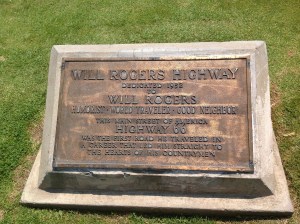 WILL ROGERS HIGHWAY
DEDICATED 1952
TO
WILL ROGERS
HUMORIST WORLD TRAVELER GOOD NEIGHBOR
THIS MAIN STREET OF AMERICA
HIGHWAY 66
WAS THE FIRST ROAD HE TRAVELED IN
A CAREER THAT LED HIM STRAIGHT TO
THE HEARTS OF HIS COUNTRYMEN